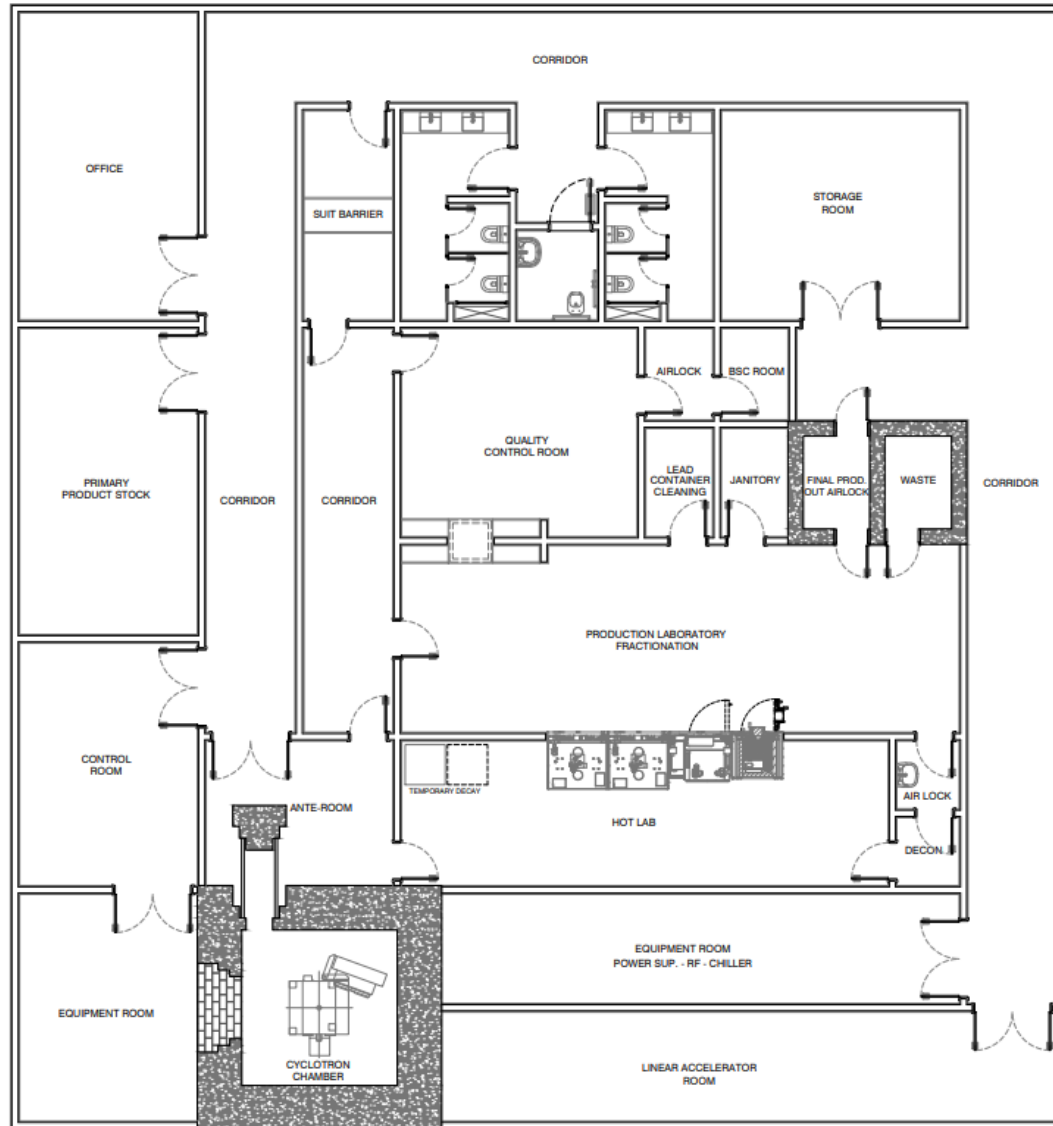 CORRIDOR
OFFICE
SUIT BARRIER
STORAGE
ROOM
AIRLOCK
BSC ROOM
QUALITY
CONTROL ROOM
LEAD
CONTAINER
CLEANING
JANITORY
FINAL PROD.
OUT AIRLOCK
WASTE
CORRIDOR
PRIMARY
PRODUCT STOCK
CORRIDOR
CORRIDOR
PRODUCTION LABORATORY
FRACTIONATION
CONTROL
ROOM
ANTE-ROOM
TEMPORARY DECAY
HOT LAB
AIR LOCK
DECON.
EQUIPMENT ROOM
POWER SUP. - RF - CHILLER
EQUIPMENT ROOM
CYCLOTRON
CHAMBER
LINEAR ACCELERATOR
ROOM